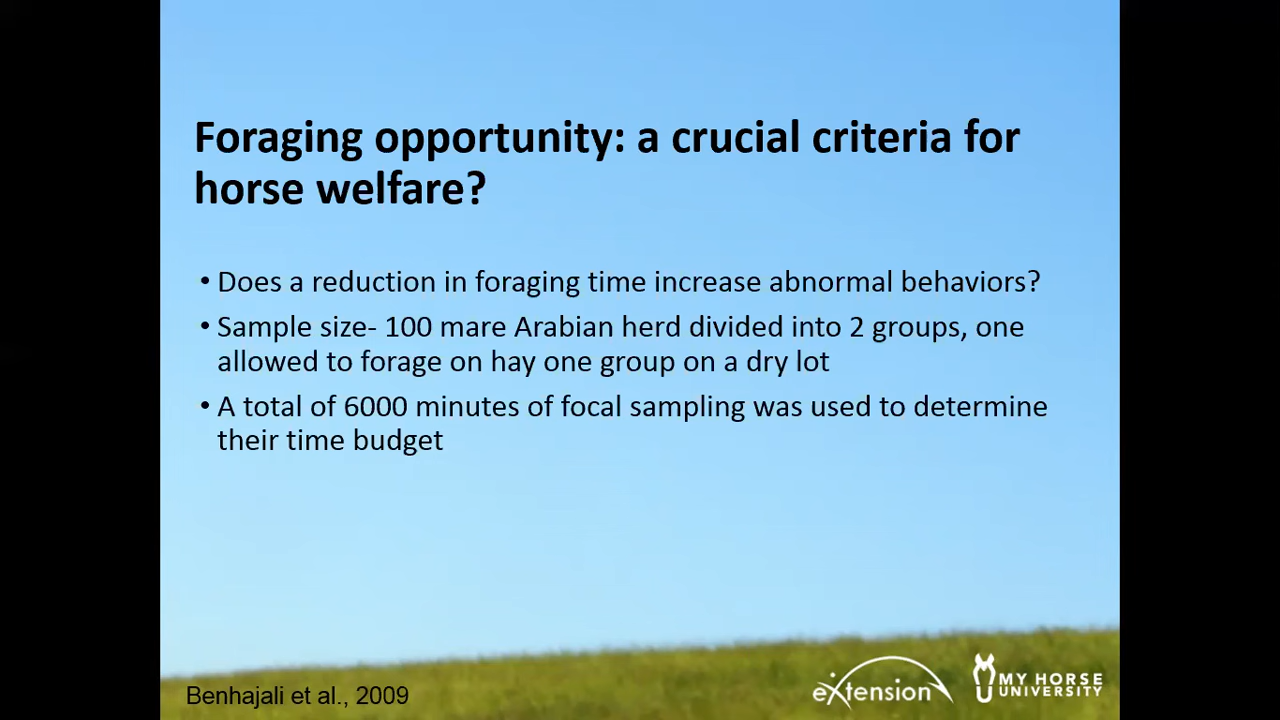 Foraging opportunity: a crucial criteria for
horse welfare?
• Does a reduction in foraging time increase abnormal behaviors?
• Sample size- 100 mare Arabian herd divided into 2 groups, one
allowed to forage on hay one group on a dry lot
• A total of 6000 minutes of focal sampling was used to determine
their time budget
Benhajali et al., 2009
eXtension
MY HORSE
UNIVERSITY